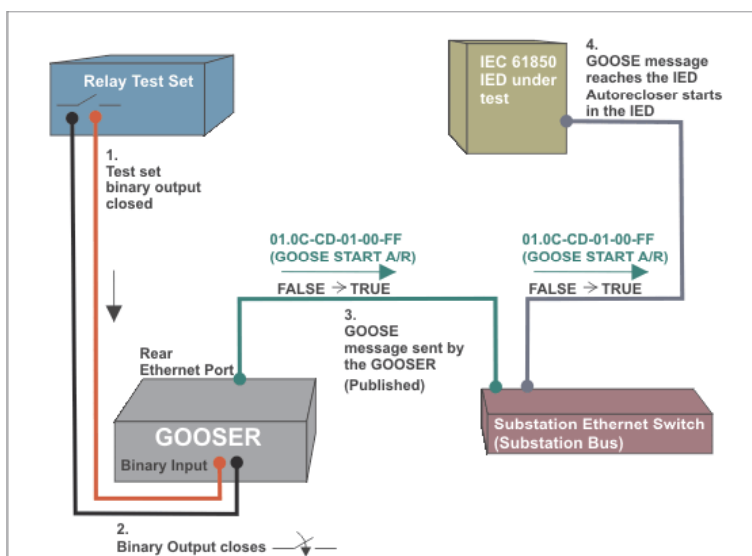 Relay Test Set
1.
Test set
binary output
closed
IEC 61850
IED under
test
4.
GOOSE message
reaches the IED
Autorecloser starts
in the IED
01.0C-CD-01-00-FF
(GOOSE START A/R)
FALSE → TRUE
01.0C-CD-01-00-FF
(GOOSE START A/R)
FALSE → TRUE
3.
GOOSE
message sent by
the GOOSER
(Published)
Rear
Ethernet Port
GOOSER
Binary Input
Substation Ethernet Switch
(Substation Bus)
2.
Binary Output closes